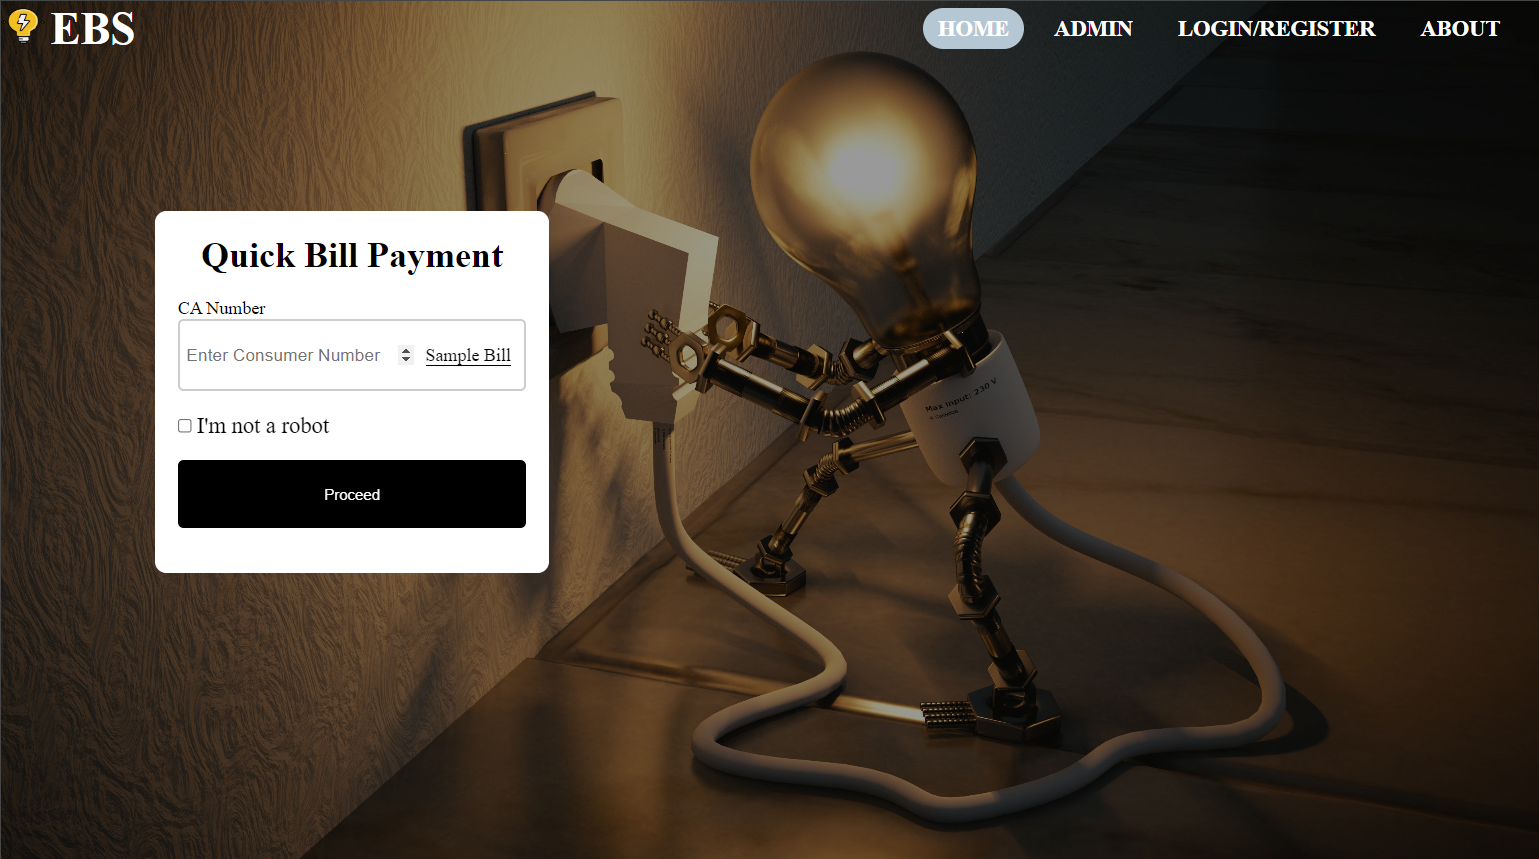 EBS
HOME ADMIN LOGIN/REGISTER ABOUT
Quick Bill Payment
CA Number
Enter Consumer Number Sample Bill
I'm not a robot
Proceed
Max Input: 230 V